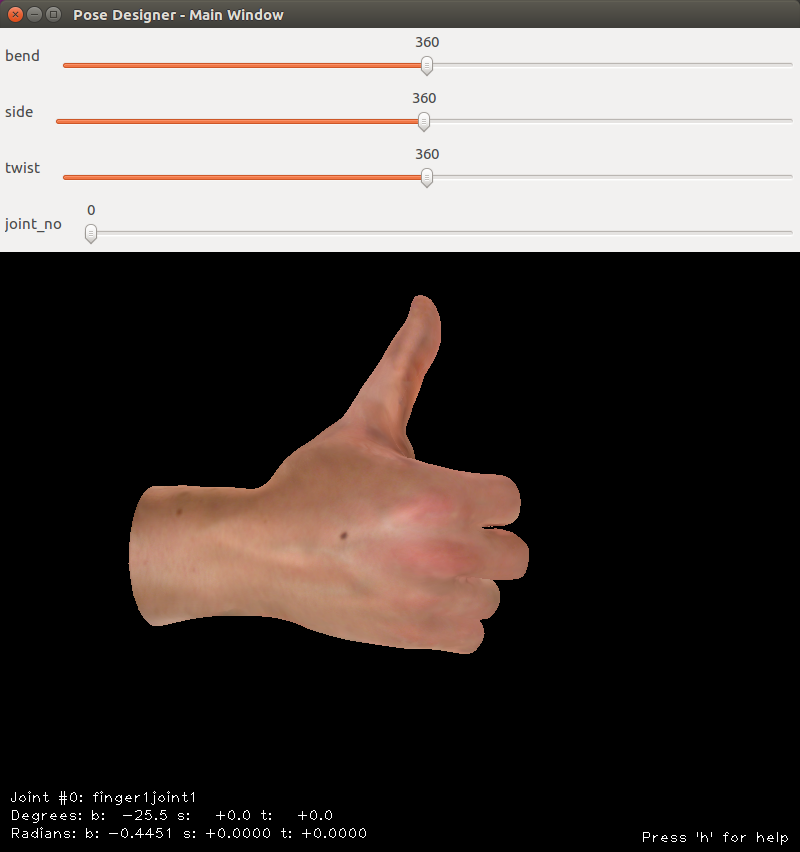 Pose Designer - Main Window
360
bend
360
side
360
twist
0
joint_no
Joint #0: finger1joint1
Degrees: b: −25.5 s: +0.0 t: +0.0
Radians: b: −0.4451 s: +0.0000 t: +0.0000
Press 'h' for help